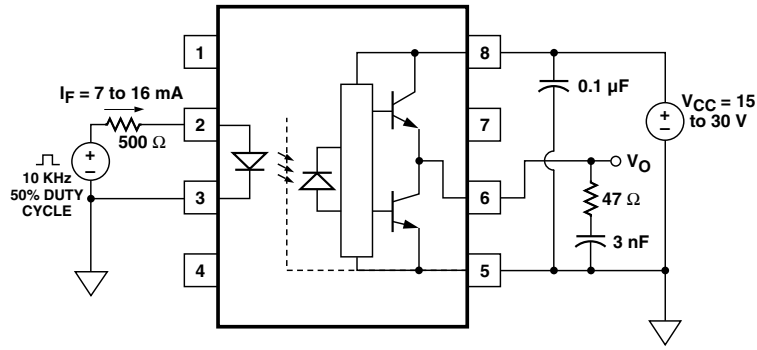 1
8
I_F = 7 to 16 mA
+
–
0.1 µF
V_CC = 15
to 30 V
2
7
500 Ω
+
–
10 KHz
50% DUTY
CYCLE
V_O
3
6
47 Ω
3 nF
4
5